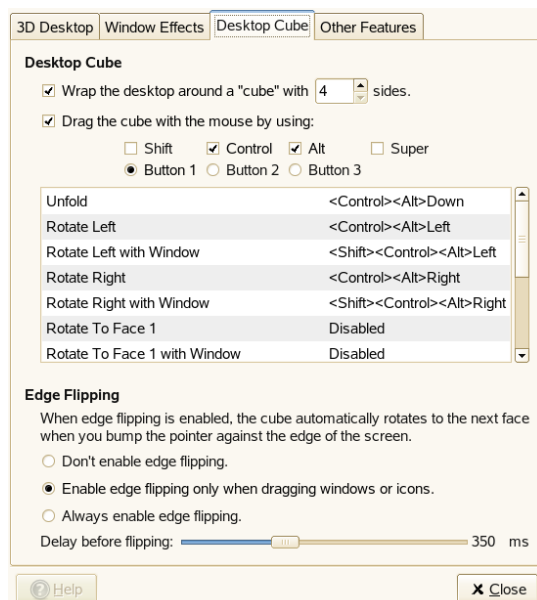 3D Desktop Window Effects Desktop Cube Other Features
Desktop Cube
Wrap the desktop around a "cube" with 4 sides.
Drag the cube with the mouse by using:
Shift Control Alt Super
Button 1 Button 2 Button 3
Unfold <Control><Alt>Down
Rotate Left <Control><Alt>Left
Rotate Left with Window <Shift><Control><Alt>Left
Rotate Right <Control><Alt>Right
Rotate Right with Window <Shift><Control><Alt>Right
Rotate To Face 1 Disabled
Rotate To Face 1 with Window Disabled
Edge Flipping
When edge flipping is enabled, the cube automatically rotates to the next face
when you bump the pointer against the edge of the screen.
Don't enable edge flipping.
Enable edge flipping only when dragging windows or icons.
Always enable edge flipping.
Delay before flipping: 350 ms
Help Close